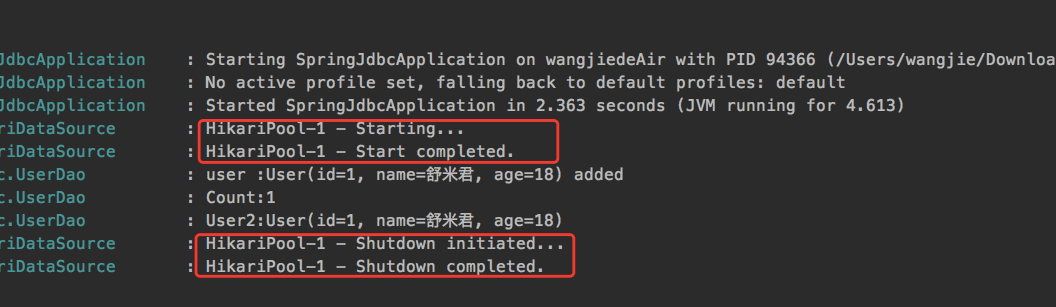 JdbcApplication : Starting SpringJdbcApplication on wangjiedeAir with PID 94366 (/Users/wangjie/Downloa
JdbcApplication : No active profile set, falling back to default profiles: default
JdbcApplication : Started SpringJdbcApplication in 2.363 seconds (JVM running for 4.613)
riDataSource : HikariPool-1 - Starting...
riDataSource : HikariPool-1 - Start completed.
c.UserDao : user :User(id=1, name=舒米君, age=18) added
c.UserDao : Count:1
c.UserDao : User2:User(id=1, name=舒米君, age=18)
riDataSource : HikariPool-1 - Shutdown initiated...
riDataSource : HikariPool-1 - Shutdown completed.